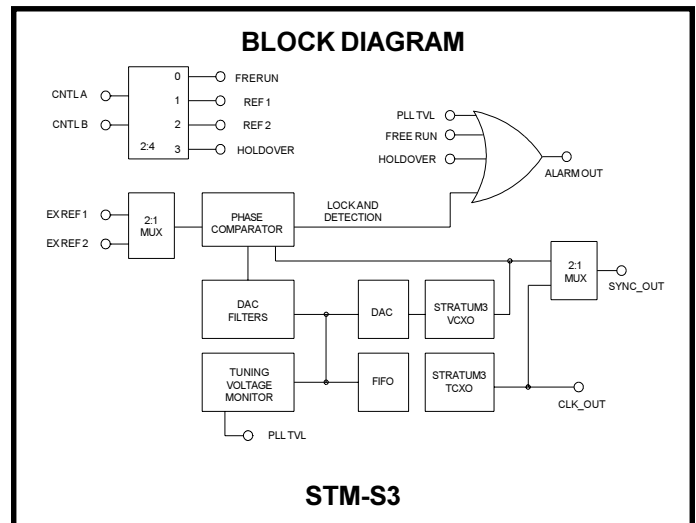 BLOCK DIAGRAM
CNTL A
CNTL B
0
1
2
3
2:4
FRERUN
REF 1
REF 2
HOLDOVER
PLL TVL
FREE RUN
HOLDOVER
ALARM OUT
EX REF 1
EX REF 2
2:1
MUX
PHASE
COMPARATOR
LOCK AND
DETECTION
DAC
FILTERS
DAC
STRATUM3
VCXO
2:1
MUX
SYNC_OUT
TUNING
VOLTAGE
MONITOR
FIFO
STRATUM3
TCXO
CLK_OUT
PLL TVL
STM-S3